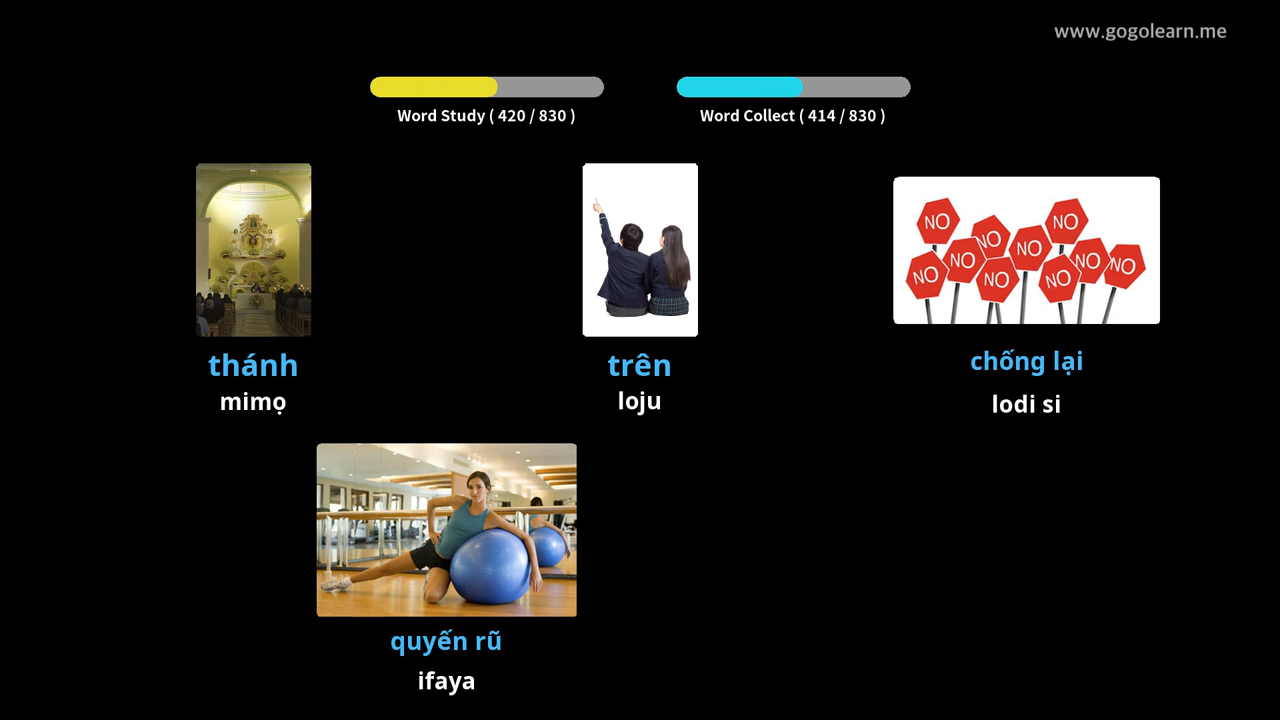 www.gogolearn.me
Word Study ( 420 / 830 )
Word Collect ( 414 / 830 )
NO
NO
NO
NO
NO
NO
NO
NO
NO
NO
thánh
mimọ
trên
loju
chống lại
lodi si
quyến rũ
ifaya